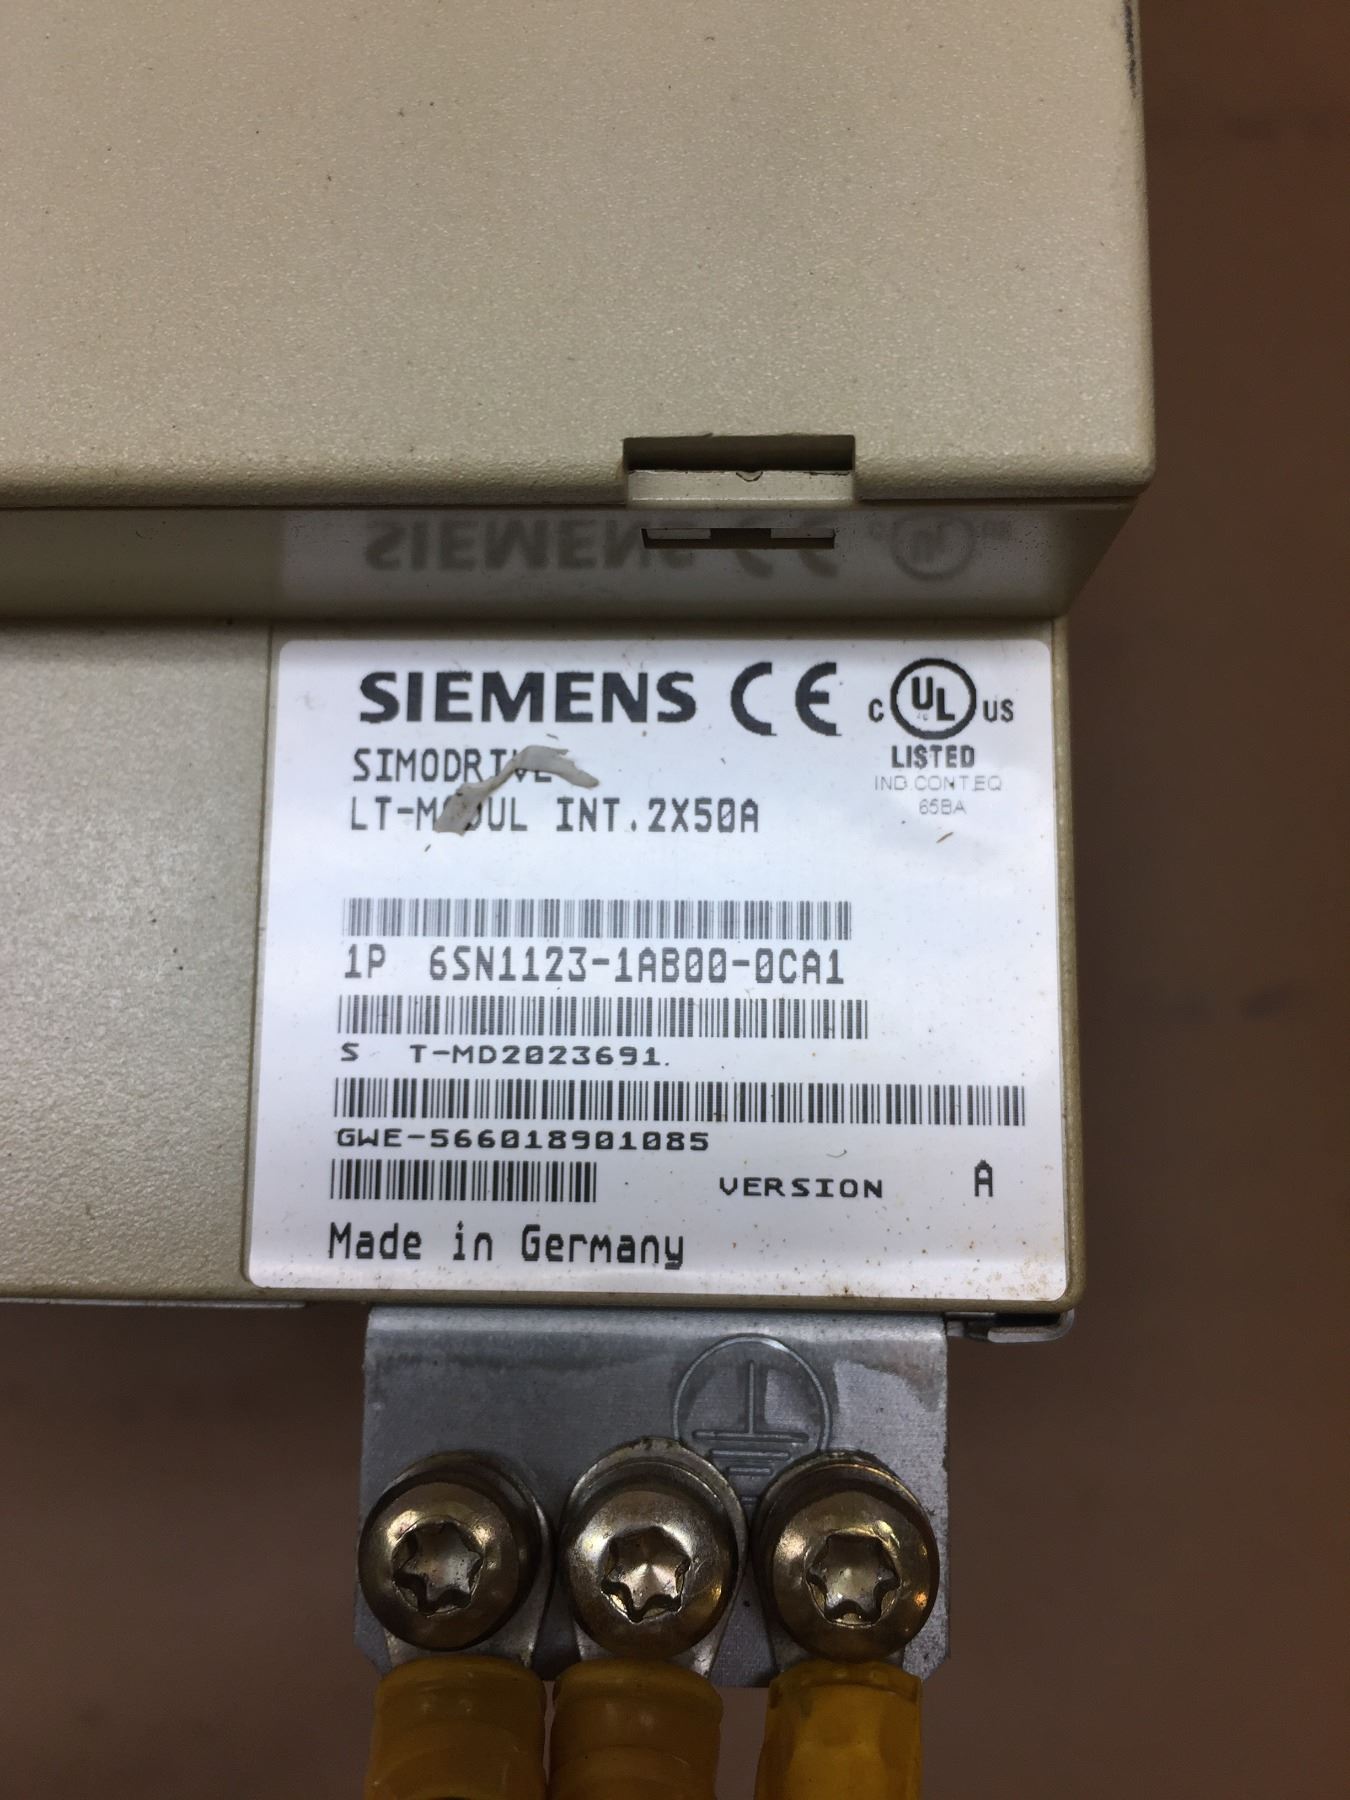 SIEMENS CE C UL US
LISTED
SIMODRIVE
IND.CONT.EQ
LT-MODUL INT.2X50A
65BA
1P 6SN1123-1AB00-0CA1
S T-MD2023691.
GWE-566018901085
VERSION A
Made in Germany